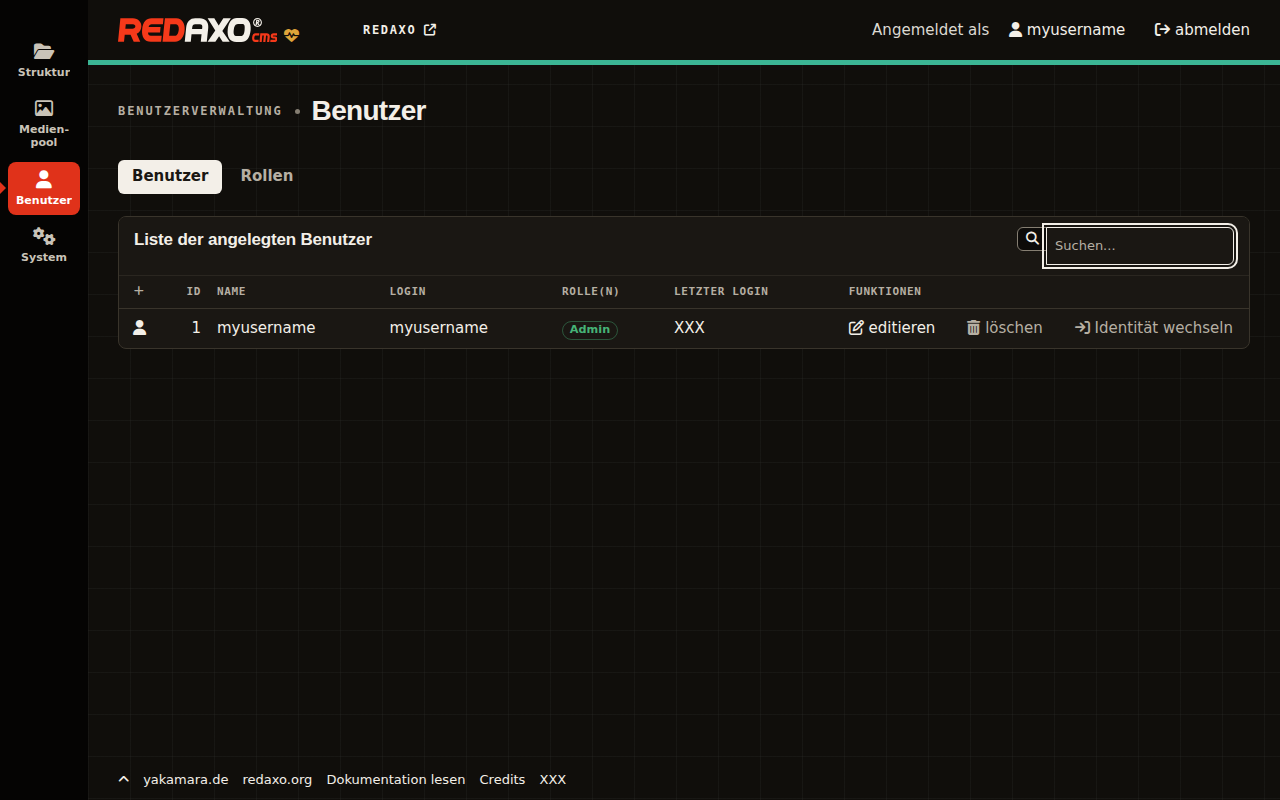 REDAXO® cms
REDAXO
Angemeldet als myusername abmelden
Struktur
Medien-
pool
Benutzer
System
BENUTZERVERWALTUNG • Benutzer
Benutzer Rollen
Liste der angelegten Benutzer
Suchen...
+ ID NAME LOGIN ROLLE(N) LETZTER LOGIN FUNKTIONEN
1 myusername myusername Admin XXX editieren löschen Identität wechseln
yakamara.de redaxo.org Dokumentation lesen Credits XXX